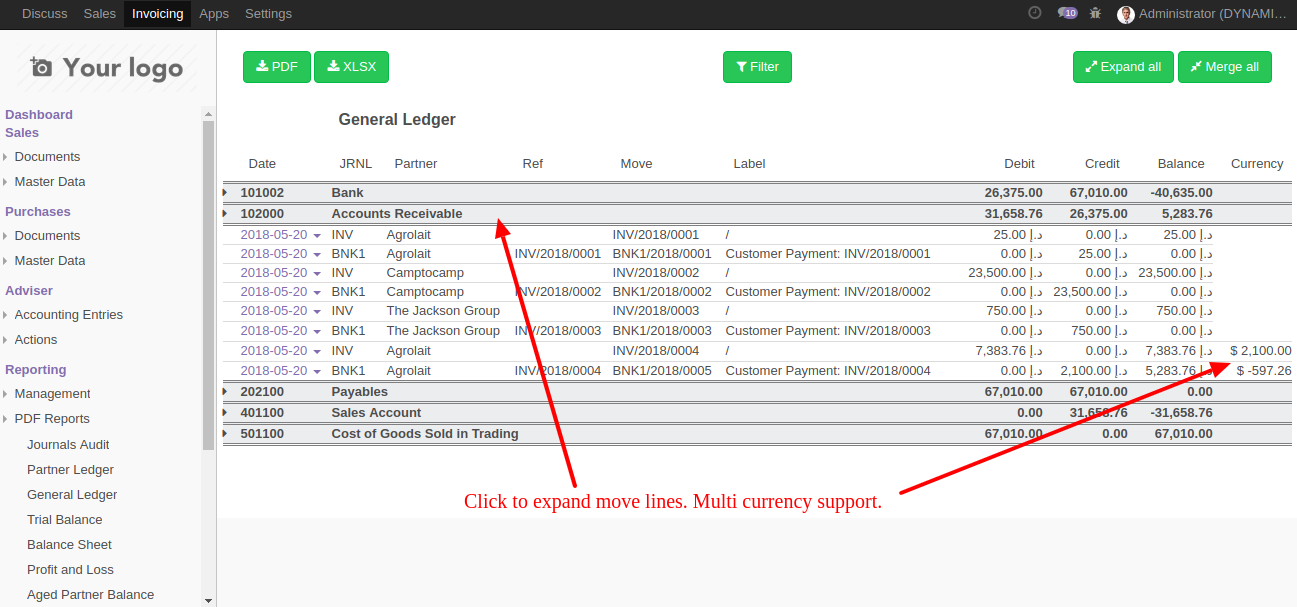 Discuss Sales Invoicing Apps Settings 10 Administrator (DYNAMI...
Your logo
PDF XLSX Filter Expand all Merge all
Dashboard
Sales
Documents
Master Data
Purchases
Documents
Master Data
Adviser
Accounting Entries
Actions
Reporting
Management
PDF Reports
Journals Audit
Partner Ledger
General Ledger
Trial Balance
Balance Sheet
Profit and Loss
Aged Partner Balance
General Ledger
Date JRNL Partner Ref Move Label Debit Credit Balance Currency
101002 Bank 26,375.00 67,010.00 -40,635.00
102000 Accounts Receivable 31,658.76 26,375.00 5,283.76
2018-05-20 INV Agrolait INV/2018/0001 / 25.00 د.إ 0.00 د.إ 25.00 د.إ
2018-05-20 BNK1 Agrolait INV/2018/0001 BNK1/2018/0001 Customer Payment: INV/2018/0001 0.00 د.إ 25.00 د.إ 0.00 د.إ
2018-05-20 INV Camptocamp INV/2018/0002 / 23,500.00 د.إ 0.00 د.إ 23,500.00 د.إ
2018-05-20 BNK1 Camptocamp INV/2018/0002 BNK1/2018/0002 Customer Payment: INV/2018/0002 0.00 د.إ 23,500.00 د.إ 0.00 د.إ
2018-05-20 INV The Jackson Group INV/2018/0003 / 750.00 د.إ 0.00 د.إ 750.00 د.إ
2018-05-20 BNK1 The Jackson Group INV/2018/0003 BNK1/2018/0003 Customer Payment: INV/2018/0003 0.00 د.إ 750.00 د.إ 0.00 د.إ
2018-05-20 INV Agrolait INV/2018/0004 / 7,383.76 د.إ 0.00 د.إ 7,383.76 د.إ $ 2,100.00
2018-05-20 BNK1 Agrolait INV/2018/0004 BNK1/2018/0005 Customer Payment: INV/2018/0004 0.00 د.إ 2,100.00 د.إ 5,283.76 د.إ $ -597.26
202100 Payables 67,010.00 67,010.00 0.00
401100 Sales Account 0.00 31,658.76 -31,658.76
501100 Cost of Goods Sold in Trading 67,010.00 0.00 67,010.00
Click to expand move lines. Multi currency support.